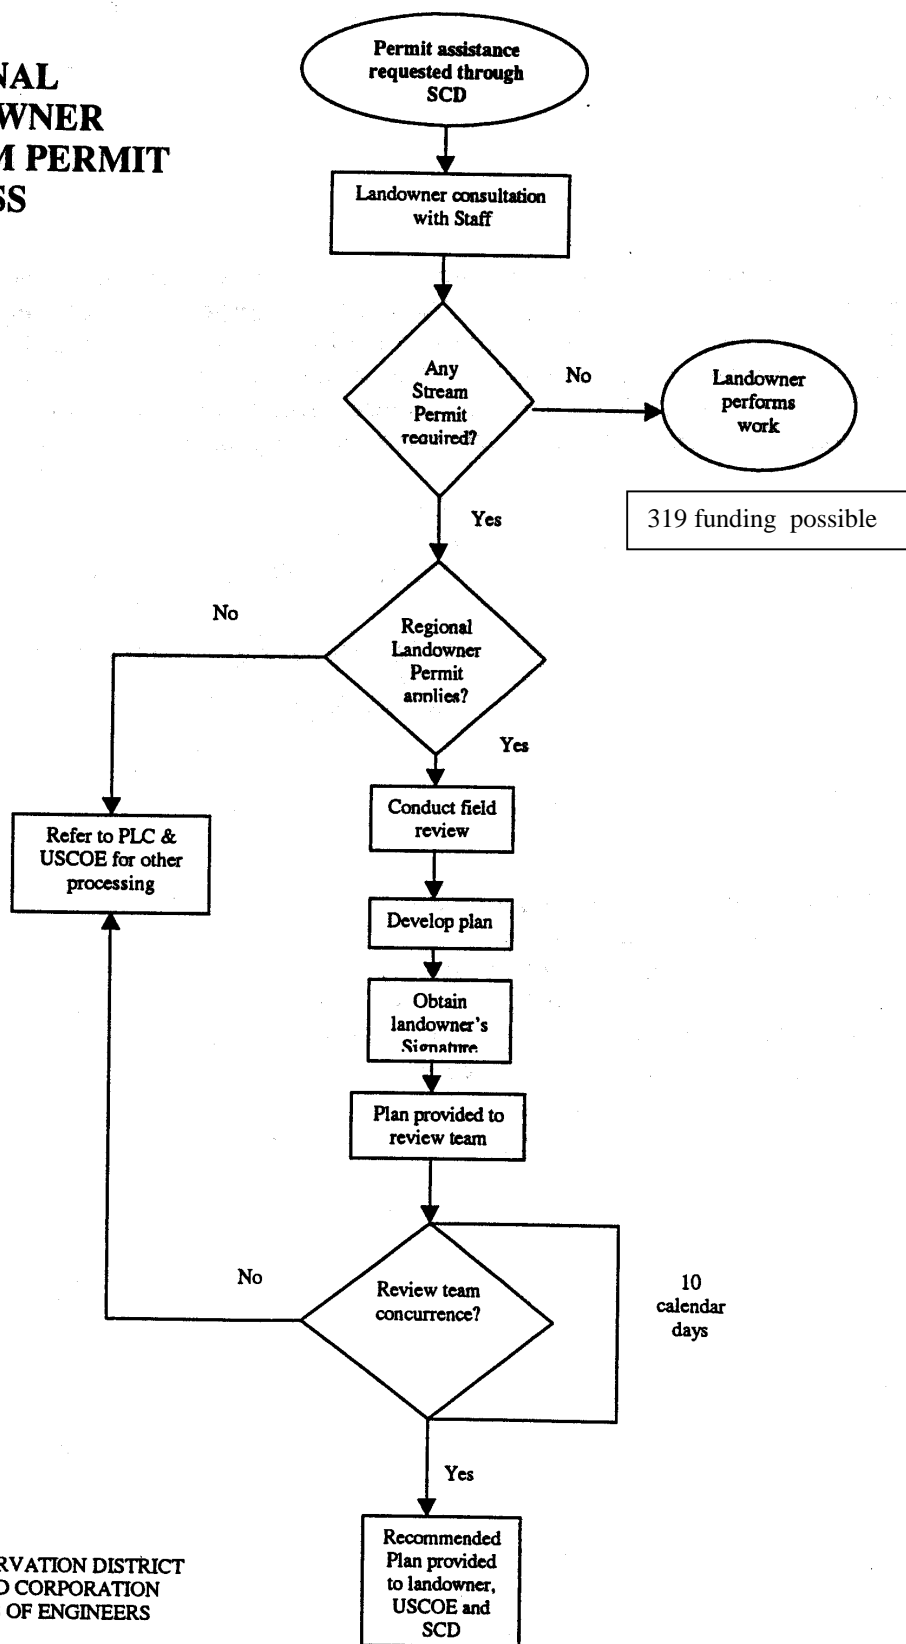 Permit assistance
requested through
SCD
NAL
WNER
M PERMIT
SS
Landowner consultation
with Staff
Any
Stream
Permit
required?
No
Landowner
performs
work
319 funding possible
Yes
No
Regional
Landowner
Permit
applies?
Yes
Conduct field
review
Refer to PLC &
USCOE for other
processing
Develop plan
Obtain
landowner's
Signature
Plan provided to
review team
No
Review team
concurrence?
10
calendar
days
Yes
Recommended
Plan provided
to landowner,
USCOE and
SCD
RVATION DISTRICT
D CORPORATION
OF ENGINEERS